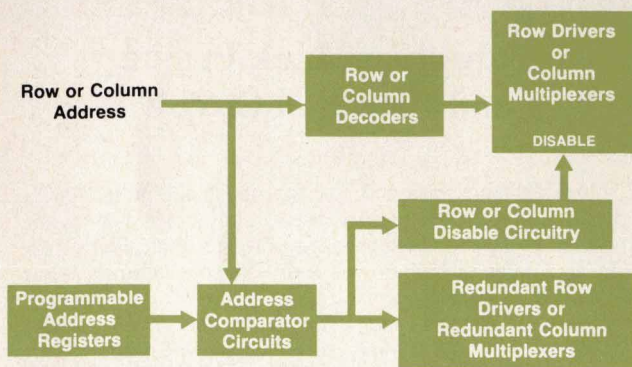 Row or Column
Address
Row or
Column
Decoders
Row Drivers
or
Column
Multiplexers
DISABLE
Row or Column
Disable Circuitry
Programmable
Address
Registers
Address
Comparator
Circuits
Redundant Row
Drivers or
Redundant Column
Multiplexers